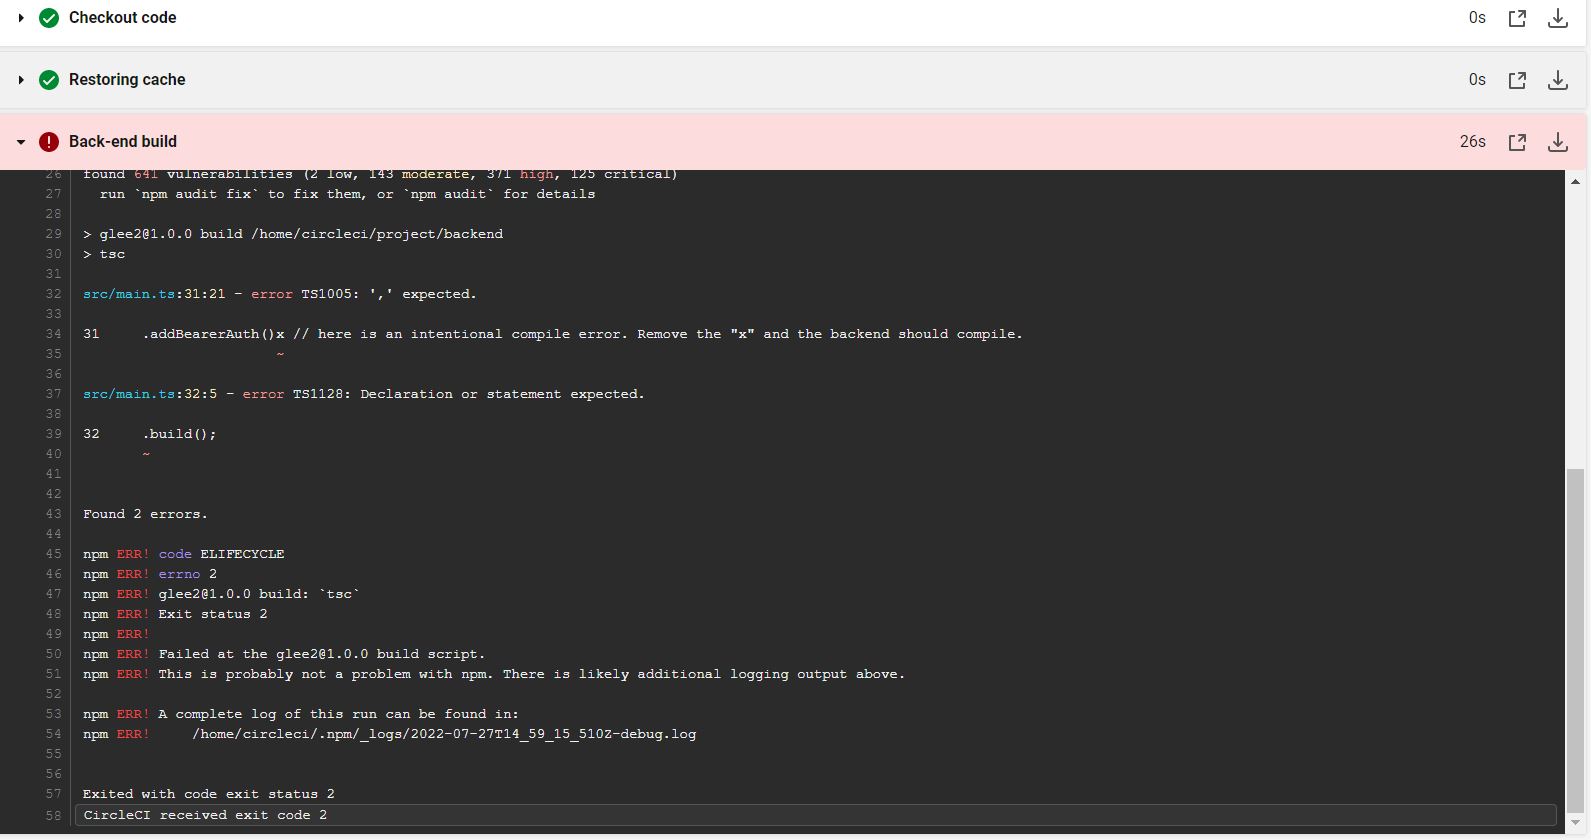 Checkout code 0s
Restoring cache 0s
Back-end build 26s
26 found 641 vulnerabilities (2 low, 143 moderate, 371 high, 125 critical)
27 run `npm audit fix` to fix them, or `npm audit` for details
28
29 > glee2@1.0.0 build /home/circleci/project/backend
30 > tsc
31
32 src/main.ts:31:21 - error TS1005: ',' expected.
33
34 31 .addBearerAuth()x // here is an intentional compile error. Remove the "x" and the backend should compile.
35 ~
36
37 src/main.ts:32:5 - error TS1128: Declaration or statement expected.
38
39 32 .build();
40 ~
41
42
43 Found 2 errors.
44
45 npm ERR! code ELIFECYCLE
46 npm ERR! errno 2
47 npm ERR! glee2@1.0.0 build: `tsc`
48 npm ERR! Exit status 2
49 npm ERR!
50 npm ERR! Failed at the glee2@1.0.0 build script.
51 npm ERR! This is probably not a problem with npm. There is likely additional logging output above.
52
53 npm ERR! A complete log of this run can be found in:
54 npm ERR! /home/circleci/.npm/_logs/2022-07-27T14_59_15_510Z-debug.log
55
56
57 Exited with code exit status 2
58 CircleCI received exit code 2